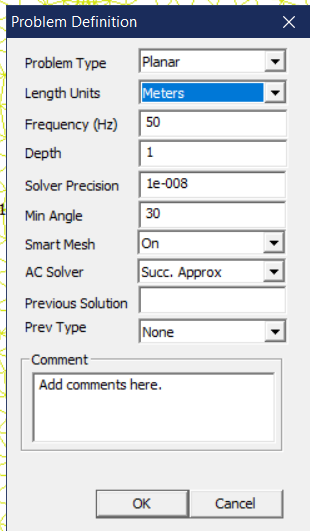 Problem Definition
Problem Type Planar
Length Units Meters
Frequency (Hz) 50
Depth 1
Solver Precision 1e-008
1
Min Angle 30
Smart Mesh On
AC Solver Succ. Approx
Previous Solution
Prev Type None
Comment
Add comments here.
OK Cancel